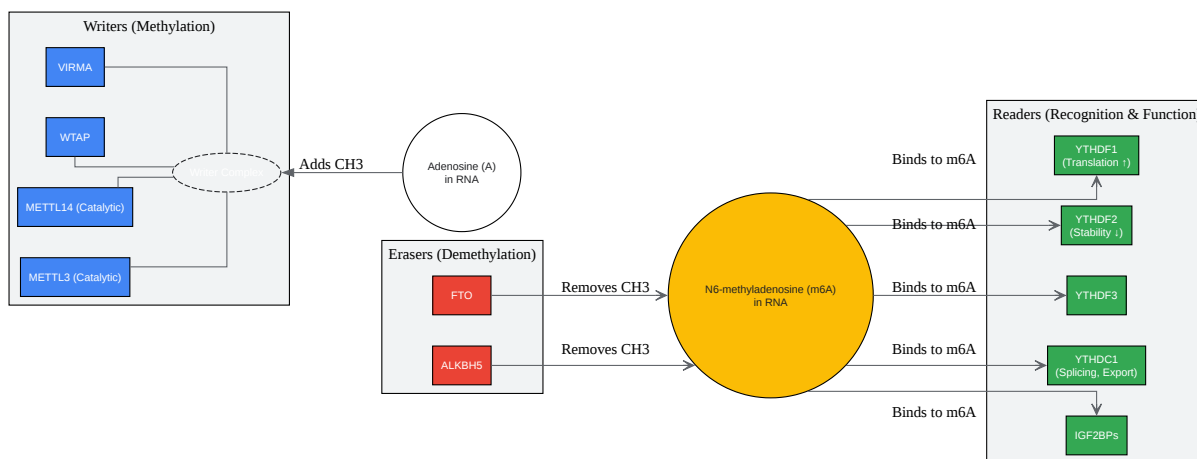 Writers (Methylation)
VIRMA
WTAP
METTL14 (Catalytic)
METTL3 (Catalytic)
Writer Complex
Adds CH3
Adenosine (A)
in RNA
Erasers (Demethylation)
FTO
ALKBH5
Removes CH3
Removes CH3
N6-methyladenosine (m6A)
in RNA
Binds to m6A
Binds to m6A
Binds to m6A
Binds to m6A
Binds to m6A
Readers (Recognition & Function)
YTHDF1
(Translation ↑)
YTHDF2
(Stability ↓)
YTHDF3
YTHDC1
(Splicing, Export)
IGF2BPs